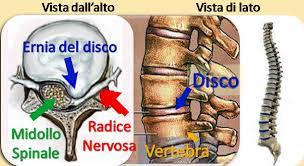 Vista dall'alto
Vista di lato
Ernia del disco
Disco
Midollo
Spinale
Radice
Nervosa
Vertebra